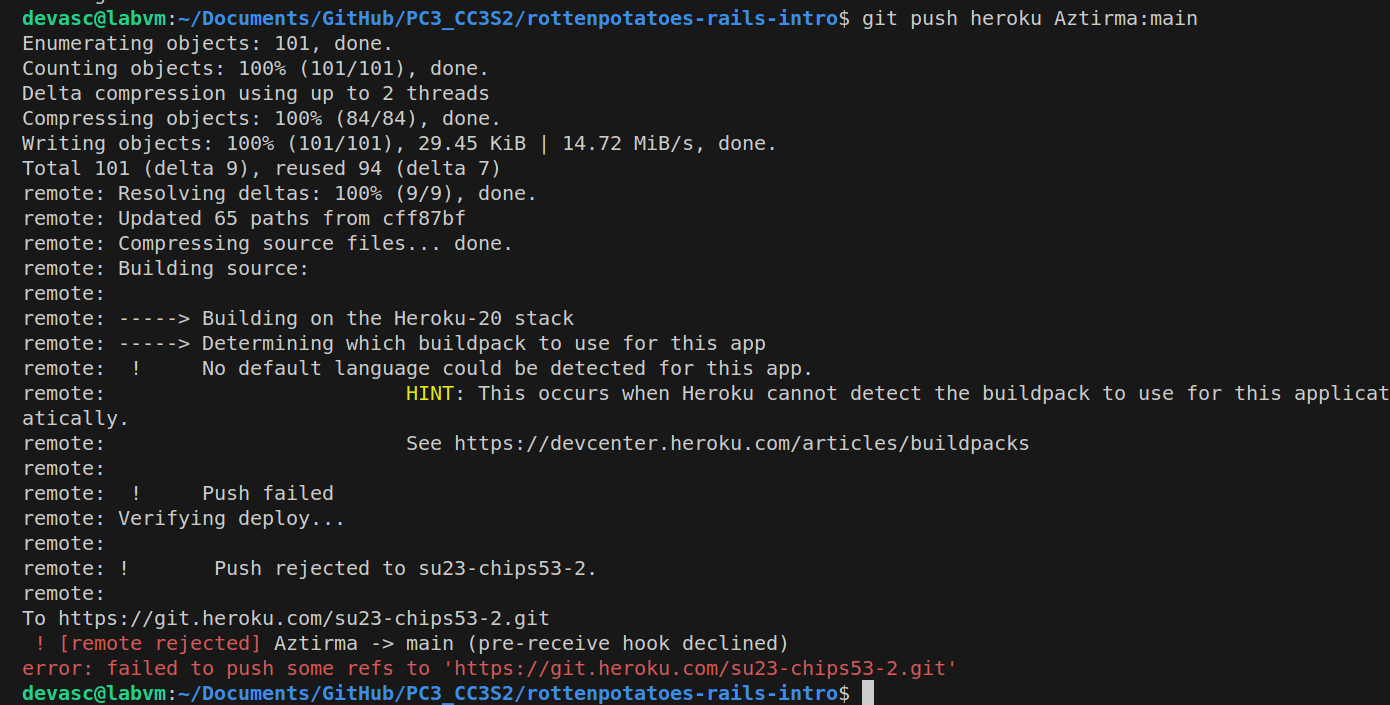 devasc@labvm:~/Documents/GitHub/PC3_CC3S2/rottenpotatoes-rails-intro$ git push heroku Aztirma:main
Enumerating objects: 101, done.
Counting objects: 100% (101/101), done.
Delta compression using up to 2 threads
Compressing objects: 100% (84/84), done.
Writing objects: 100% (101/101), 29.45 KiB | 14.72 MiB/s, done.
Total 101 (delta 9), reused 94 (delta 7)
remote: Resolving deltas: 100% (9/9), done.
remote: Updated 65 paths from cff87bf
remote: Compressing source files... done.
remote: Building source:
remote:
remote: -----> Building on the Heroku-20 stack
remote: -----> Determining which buildpack to use for this app
remote:  !     No default language could be detected for this app.
remote:                         HINT: This occurs when Heroku cannot detect the buildpack to use for this applicat
atically.
remote:                         See https://devcenter.heroku.com/articles/buildpacks
remote:
remote:  !     Push failed
remote: Verifying deploy...
remote:
remote: !       Push rejected to su23-chips53-2.
remote:
To https://git.heroku.com/su23-chips53-2.git
 ! [remote rejected] Aztirma -> main (pre-receive hook declined)
error: failed to push some refs to 'https://git.heroku.com/su23-chips53-2.git'
devasc@labvm:~/Documents/GitHub/PC3_CC3S2/rottenpotatoes-rails-intro$